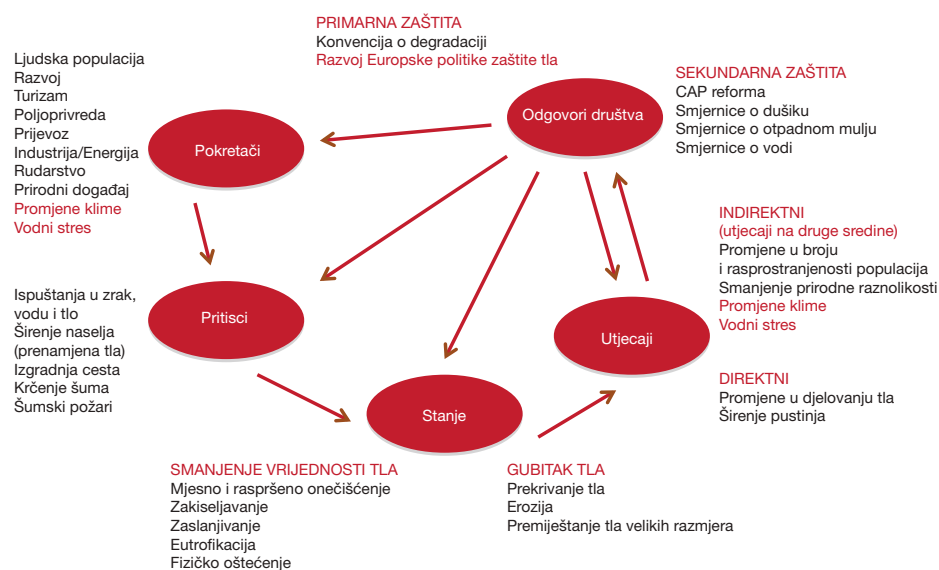 PRIMARNA ZAŠTITA
Konvencija o degradaciji
Razvoj Europske politike zaštite tla
Ljudska populacija
Razvoj
Turizam
Poljoprivreda
Prijevoz
Industrija/Energija
Rudarstvo
Prirodni događaj
Promjene klime
Vodni stres
Pokretači
Odgovori društva
SEKUNDARNA ZAŠTITA
CAP reforma
Smjernice o dušiku
Smjernice o otpadnom mulju
Smjernice o vodi
INDIREKTNI
(utjecaji na druge sredine)
Promjene u broju
i rasprostranjenosti populacija
Smanjenje prirodne raznolikosti
Promjene klime
Vodni stres
Ispuštanja u zrak,
vodu i tlo
Širenje naselja
(prenamjena tla)
Izgradnja cesta
Krčenje šuma
Šumski požari
Pritisci
Utjecaji
DIREKTNI
Promjene u djelovanju tla
Širenje pustinja
Stanje
SMANJENJE VRIJEDNOSTI TLA
Mjesno i raspršeno onečišćenje
Zakiseljavanje
Zaslanjivanje
Eutrofikacija
Fizičko oštećenje
GUBITAK TLA
Prekrivanje tla
Erozija
Premiještanje tla velikih razmjera